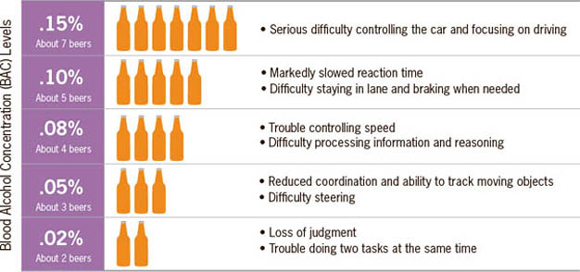 Blood Alcohol Concentration (BAC) Levels
.15%
About 7 beers
• Serious difficulty controlling the car and focusing on driving
.10%
About 5 beers
• Markedly slowed reaction time
• Difficulty staying in lane and braking when needed
.08%
About 4 beers
• Trouble controlling speed
• Difficulty processing information and reasoning
.05%
About 3 beers
• Reduced coordination and ability to track moving objects
• Difficulty steering
.02%
About 2 beers
• Loss of judgment
• Trouble doing two tasks at the same time